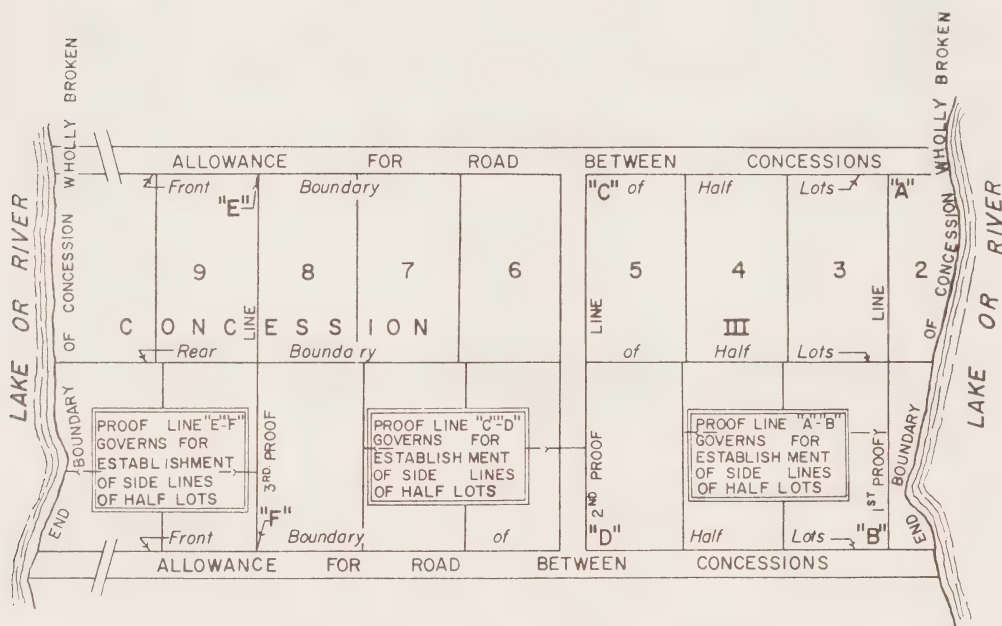 WHOLLY BROKEN
OF CONCESSION
BOUNDARY
END
LAKE OR RIVER
ALLOWANCE FOR ROAD BETWEEN CONCESSIONS
Front Boundary of Half Lots
"E" "C" "A"
9 8 7 6 5 4 3 2
CONCESSION III
LINE
LINE
LINE
Rear Boundary of Half Lots
PROOF LINE "E"-F"
GOVERNS FOR
ESTABLISHMENT
OF SIDE LINES
OF HALF LOTS
3RD. PROOF
PROOF LINE "C"-D"
GOVERNS FOR
ESTABLISH MENT
OF SIDE LINES
OF HALF LOTS
2ND PROOF
PROOF LINE "A"-B"
GOVERNS FOR
ESTABLISH MENT
OF SIDE LINES
OF HALF LOTS
1ST PROOF
"F" "D" "B"
Front Boundary of Half Lots
ALLOWANCE FOR ROAD BETWEEN CONCESSIONS
WHOLLY BROKEN
OF CONCESSION
BOUNDARY
END
LAKE OR RIVER